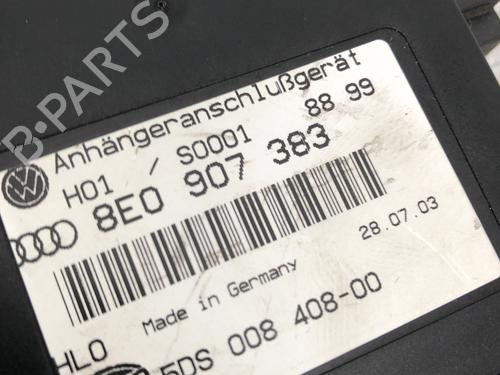 B-PARTS
Anhängeranschlußgerät
H01 / S0001 88 99
8E0 907 383
28.07.03
Made in Germany
HLO
5DS 008 408-00